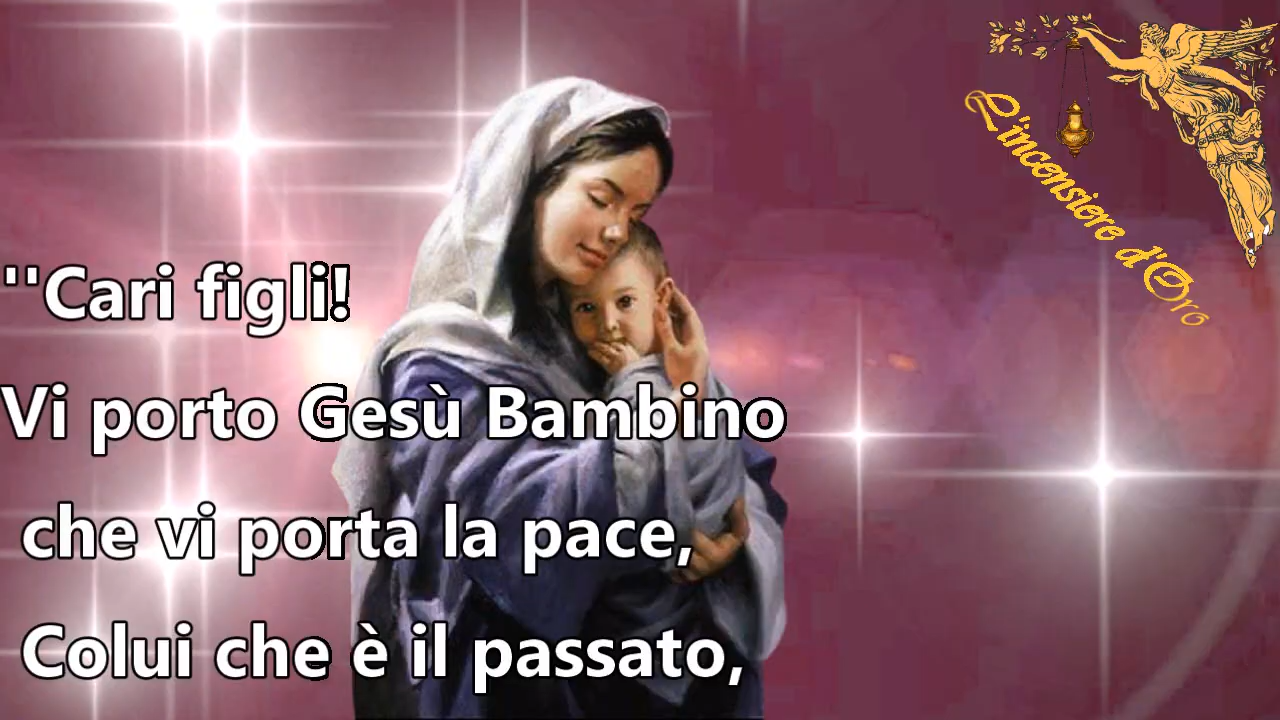 ''Cari figli!
Vi porto Gesù Bambino
che vi porta la pace,
Colui che è il passato,
L'incensiere d'Oro